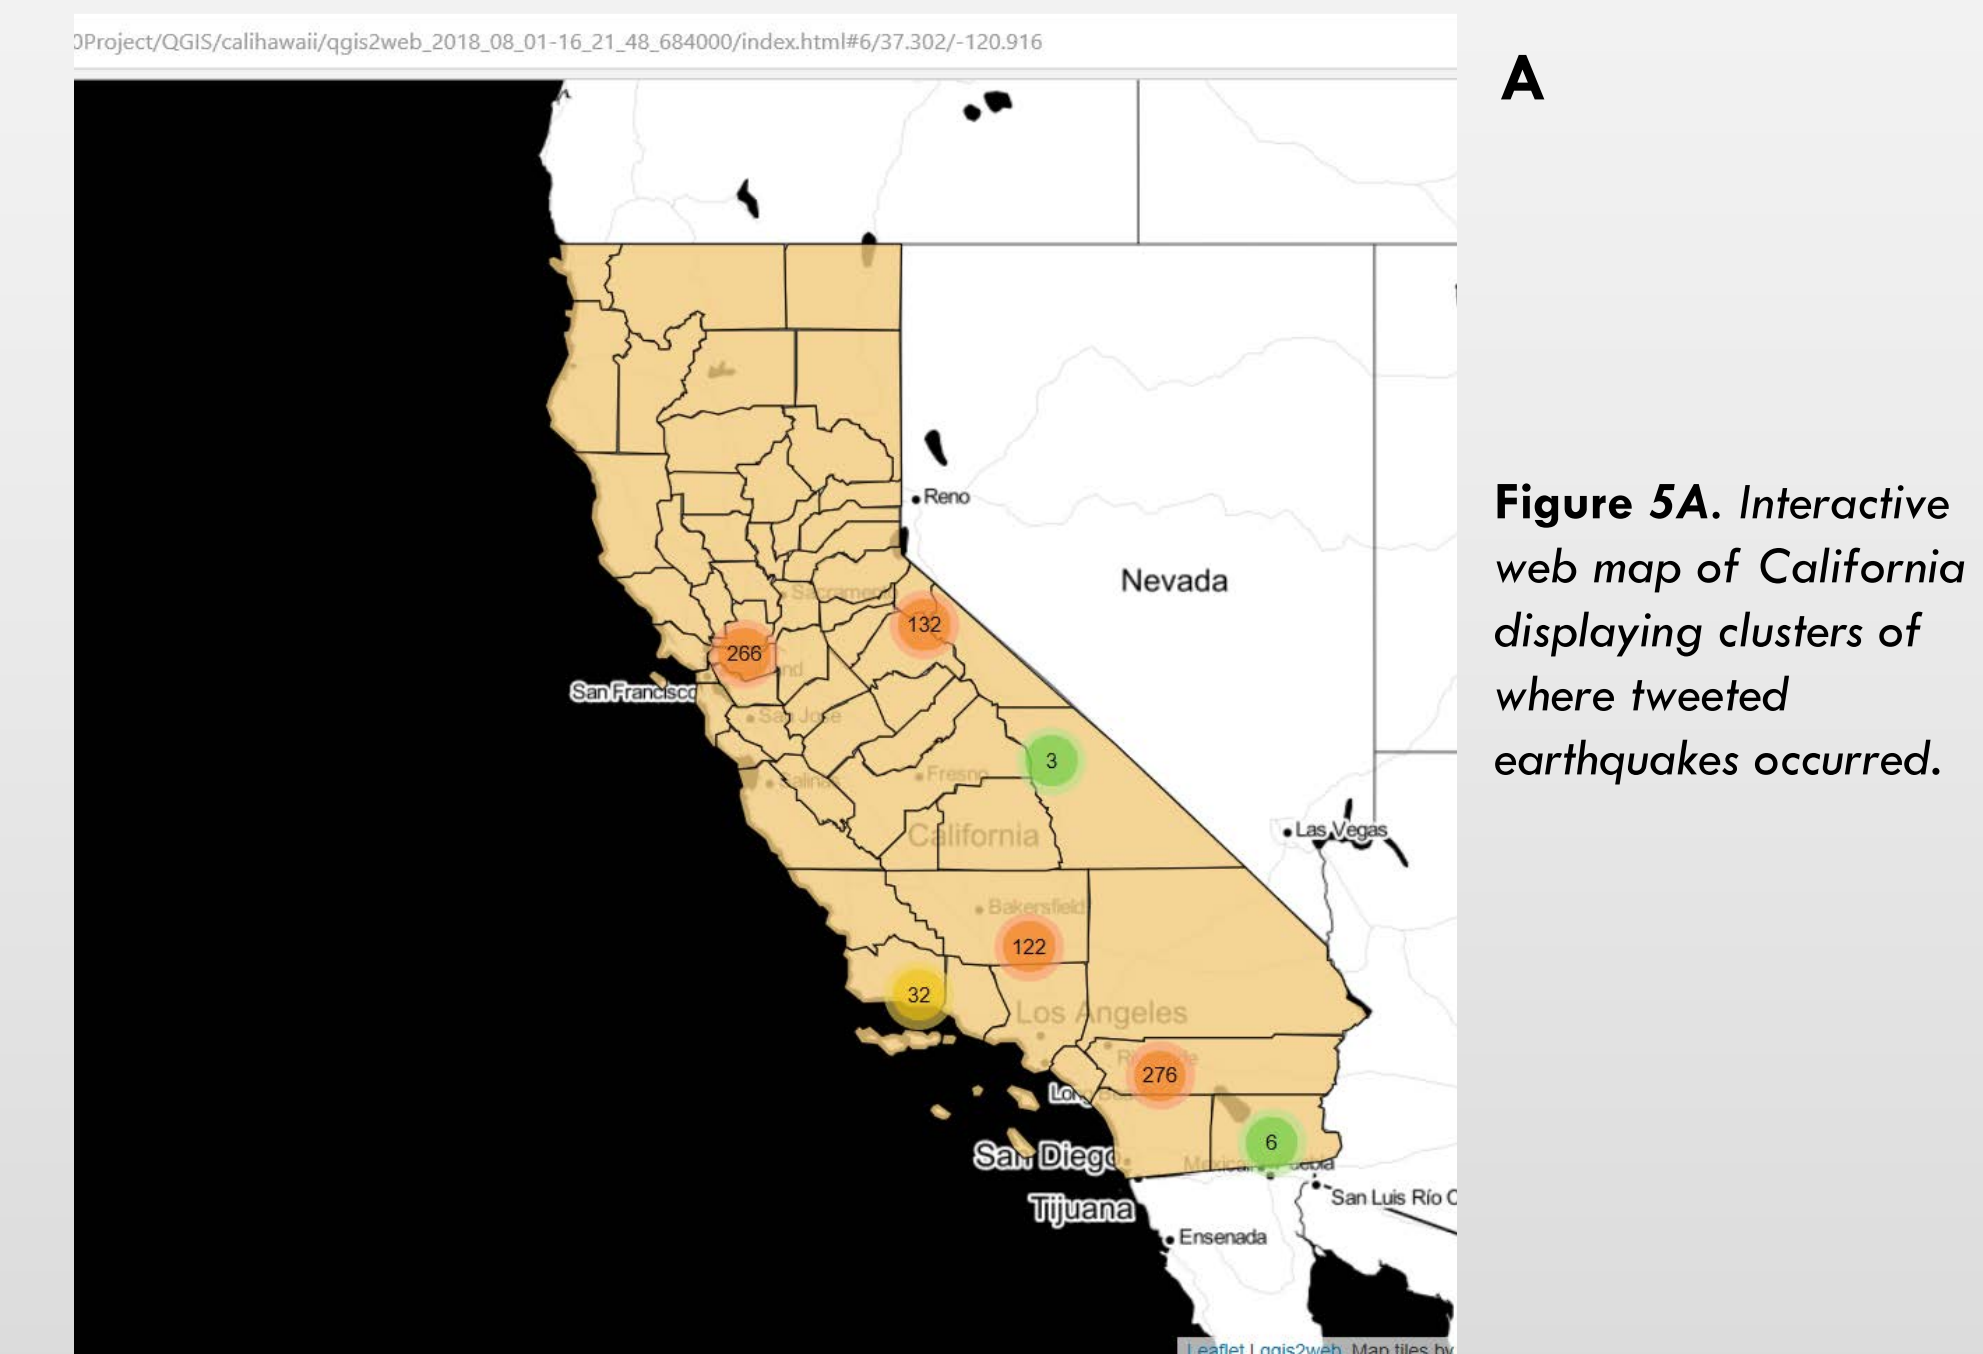 0Project/QGIS/calihawaii/qgis2web_2018_08_01-16_21_48_684000/index.html#6/37.302/-120.916
A
Reno
Nevada
Sacramento
132
266
San Francisco
San Jose
3
Salinas
Fresno
California
Las Vegas
Bakersfield
122
32
Los Angeles
276
Long
6
San Diego
San Luis Río C
Tijuana
Ensenada
Leaflet | qgis2web, Map tiles by
Figure 5A. Interactive
web map of California
displaying clusters of
where tweeted
earthquakes occurred.